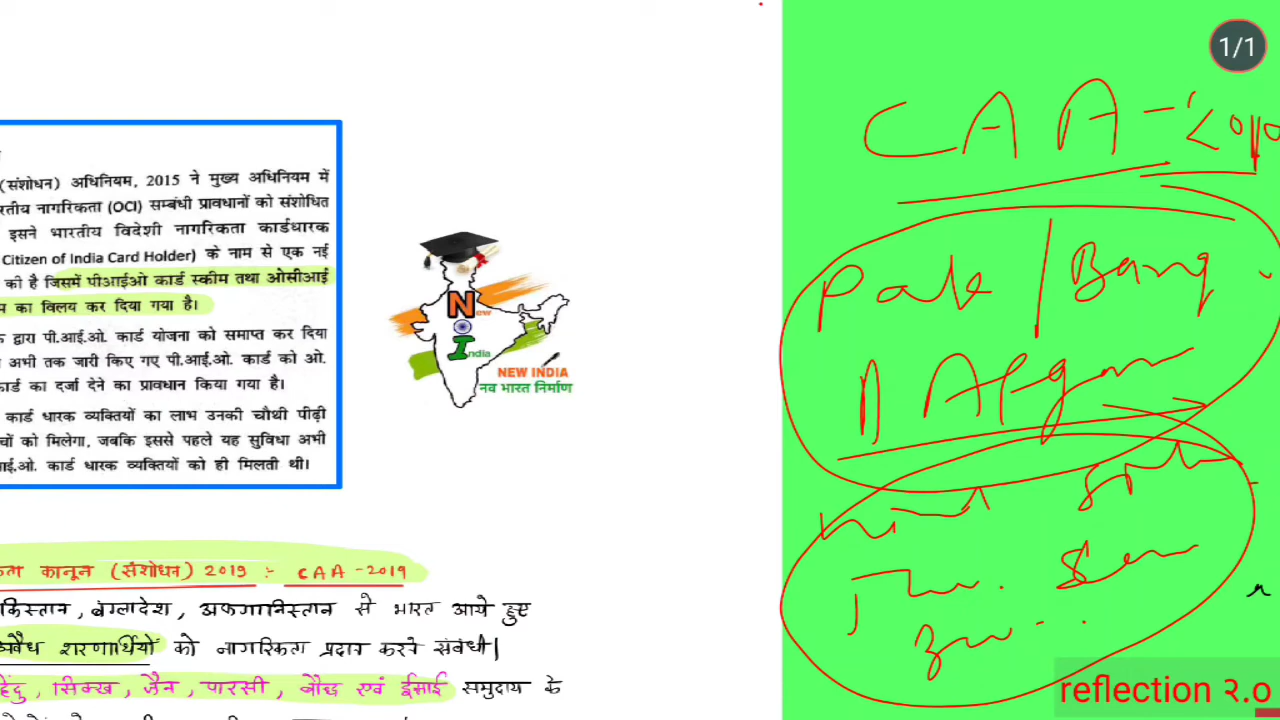 (संशोधन) अधिनियम, 2015 ने मुख्य अधिनियम में
रतीय नागरिकता (OCI) सम्बंधी प्रावधानों को संशोधित
इसने भारतीय विदेशी नागरिकता कार्डधारक
Citizen of India Card Holder) के नाम से एक नई
की है जिसमें पीआईओ कार्ड स्कीम तथा ओसीआई
म का विलय कर दिया गया है।
के द्वारा पी.आई.ओ. कार्ड योजना को समाप्त कर दिया
अभी तक जारी किए गए पी.आई.ओ. कार्ड को ओ.
कार्ड का दर्जा देने का प्रावधान किया गया है।
कार्ड धारक व्यक्तियों का लाभ उनकी चौथी पीढ़ी
चों को मिलेगा, जबकि इससे पहले यह सुविधा अभी
आई.ओ. कार्ड धारक व्यक्तियों को ही मिलती थी।
New
India
NEW INDIA
नव भारत निर्माण
कता कानून (संशोधन) 2019 :- CAA-2019
किस्तान, बंग्लादेश, अफगानिस्तान से भारत आये हुए
अवैध शरणार्थियों को नागरिकता प्रदान करने संबंधी|
हिंदु, सिक्ख, जैन, पारसी, बौद्ध एवं ईसाई समुदाय के
1/1
CAA-2019
Pak / Bang
Afgan
reflection २.०